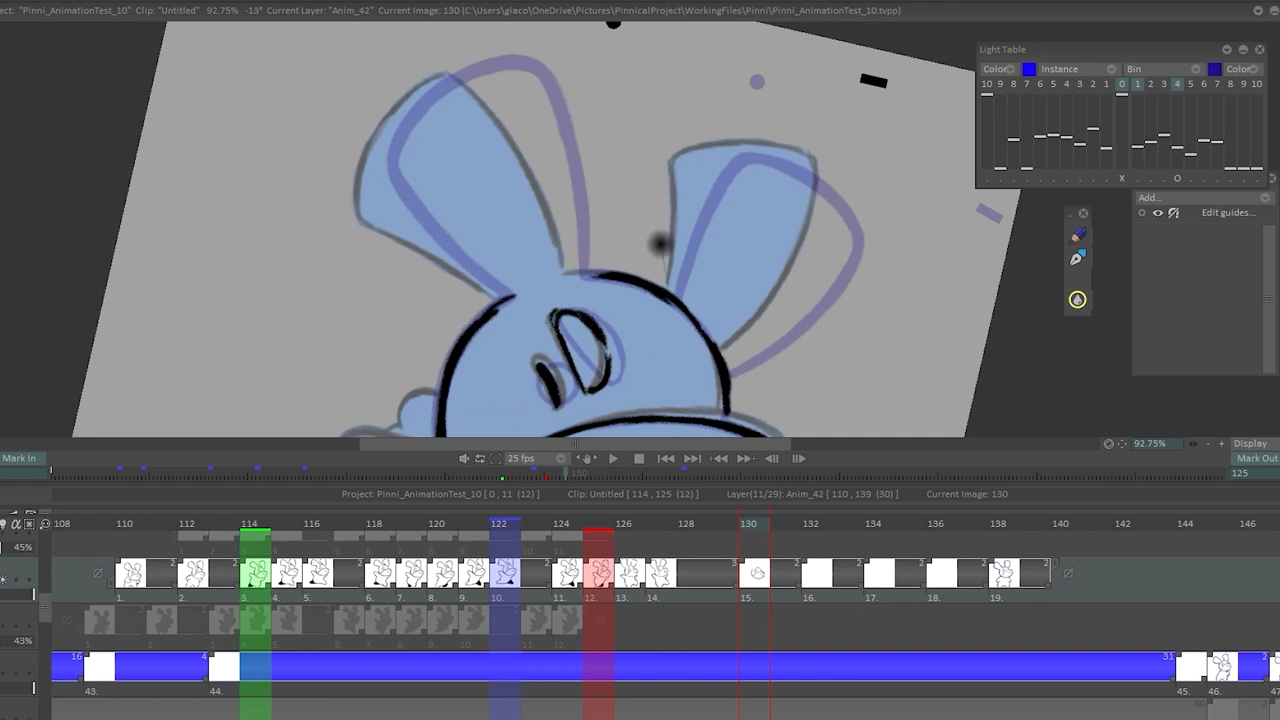 ect: "Pinni_AnimationTest_10" Clip: "Untitled" 92.75% -13° Current Layer: "Anim_42" Current Image: 130 (C:\Users\giaco\OneDrive\Pictures\PinnicalProject\WorkingFiles\Pinni\Pinni_AnimationTest_10.tvpp)
Light Table
Color Instance Bin Color
10 9 8 7 6 5 4 3 2 1 0 1 2 3 4 5 6 7 8 9 10
X O
Add...
Edit guides...
92.75% Display
Mark In 25 fps Mark Out
130 125
Project: Pinni_AnimationTest_10 [ 0 , 11 (12) ] Clip: Untitled [ 114 , 125 (12) ] Layer(11/29): Anim_42 [ 110 , 139 (30) ] Current Image: 130
108 110 112 114 116 118 120 122 124 126 128 130 132 134 136 138 140 142 144 146
45%
1. 2. 3. 4. 5. 6. 7. 8. 9. 10. 11. 12. 13. 14. 15. 16. 17. 18. 19.
43%
16 4 31
43. 44. 45. 46. 47